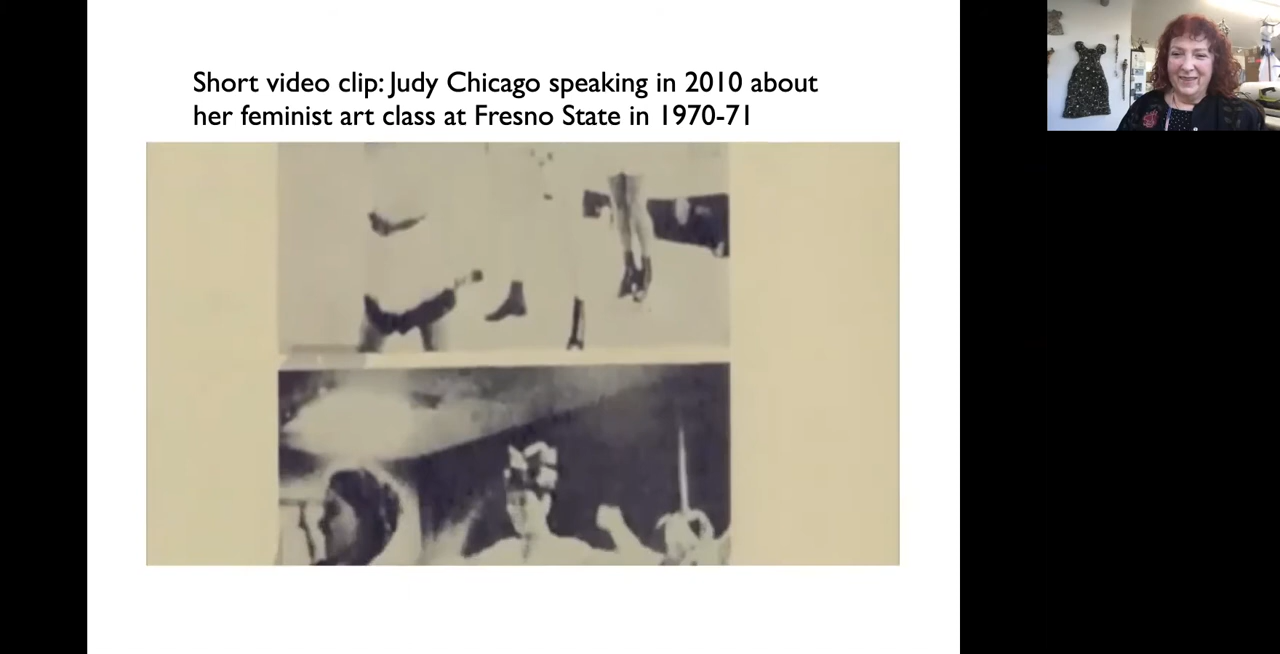 Short video clip: Judy Chicago speaking in 2010 about
her feminist art class at Fresno State in 1970-71